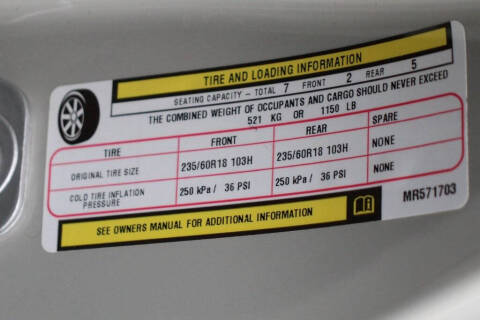 TIRE AND LOADING INFORMATION
SEATING CAPACITY - TOTAL 7 FRONT 2 REAR 5
THE COMBINED WEIGHT OF OCCUPANTS AND CARGO SHOULD NEVER EXCEED
521 KG OR 1150 LB
TIRE FRONT REAR SPARE
ORIGINAL TIRE SIZE 235/60R18 103H 235/60R18 103H NONE
COLD TIRE INFLATION PRESSURE 250 kPa / 36 PSI 250 kPa / 36 PSI NONE
SEE OWNERS MANUAL FOR ADDITIONAL INFORMATION
MR571703